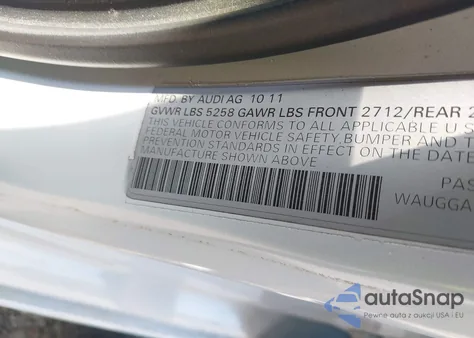 MFD. BY AUDI AG 10 11
GVWR LBS 5258 GAWR LBS FRONT 2712/REAR 2
THIS VEHICLE CONFORMS TO ALL APPLICABLE U.S
FEDERAL MOTOR VEHICLE SAFETY, BUMPER AND T
PREVENTION STANDARDS IN EFFECT ON THE DATE
MANUFACTURE SHOWN ABOVE
PAS
WAUGGA
autoSnap
Pewne auta z aukcji USA i EU